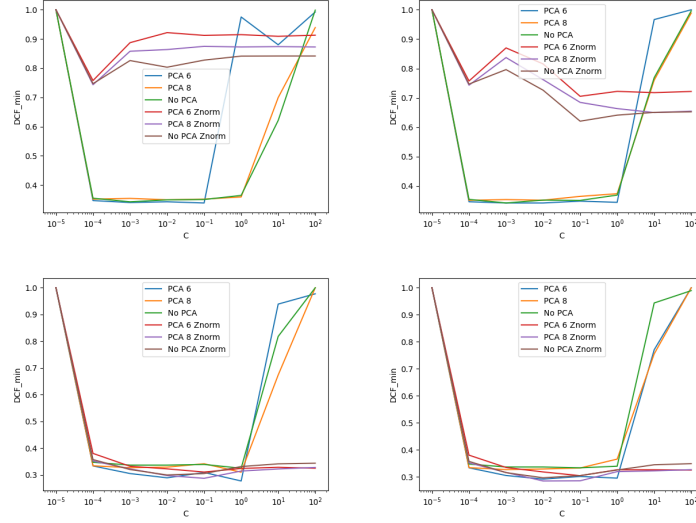 1.0
0.9
0.8
0.7
0.6
0.5
0.4
DCF_min
PCA 6
PCA 8
No PCA
PCA 6 Znorm
PCA 8 Znorm
No PCA Znorm
10⁻⁵ 10⁻⁴ 10⁻³ 10⁻² 10⁻¹ 10⁰ 10¹ 10²
C
1.0
0.9
0.8
0.7
0.6
0.5
0.4
DCF_min
PCA 6
PCA 8
No PCA
PCA 6 Znorm
PCA 8 Znorm
No PCA Znorm
10⁻⁵ 10⁻⁴ 10⁻³ 10⁻² 10⁻¹ 10⁰ 10¹ 10²
C
1.0
0.9
0.8
0.7
0.6
0.5
0.4
0.3
DCF_min
PCA 6
PCA 8
No PCA
PCA 6 Znorm
PCA 8 Znorm
No PCA Znorm
10⁻⁵ 10⁻⁴ 10⁻³ 10⁻² 10⁻¹ 10⁰ 10¹ 10²
C
1.0
0.9
0.8
0.7
0.6
0.5
0.4
0.3
DCF_min
PCA 6
PCA 8
No PCA
PCA 6 Znorm
PCA 8 Znorm
No PCA Znorm
10⁻⁵ 10⁻⁴ 10⁻³ 10⁻² 10⁻¹ 10⁰ 10¹ 10²
C